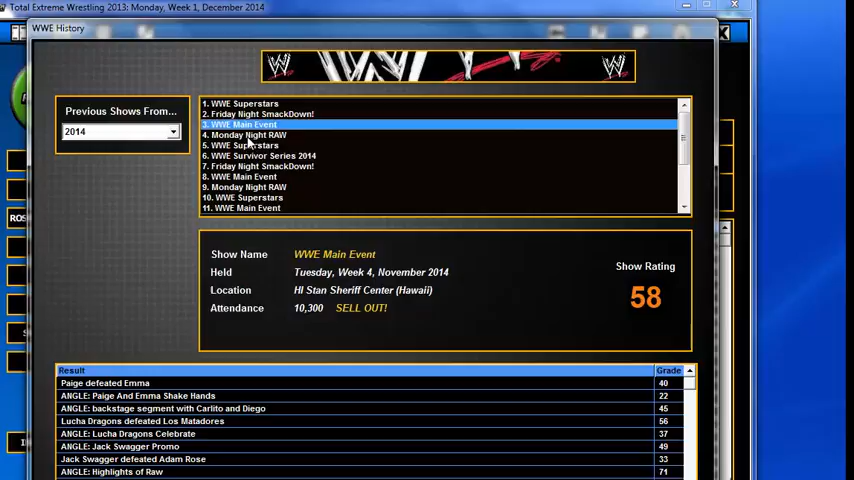 Total Extreme Wrestling 2013: Monday, Week 1, December 2014
WWE History
Previous Shows From...
2014
1. WWE Superstars
2. Friday Night SmackDown!
3. WWE Main Event
4. Monday Night RAW
5. WWE Superstars
6. WWE Survivor Series 2014
7. Friday Night SmackDown!
8. WWE Main Event
9. Monday Night RAW
10. WWE Superstars
11. WWE Main Event
Show Name WWE Main Event
Held Tuesday, Week 4, November 2014
Location HI Stan Sheriff Center (Hawaii)
Attendance 10,300 SELL OUT!
Show Rating
58
Result Grade
Paige defeated Emma 40
ANGLE: Paige And Emma Shake Hands 22
ANGLE: backstage segment with Carlito and Diego 45
Lucha Dragons defeated Los Matadores 56
ANGLE: Lucha Dragons Celebrate 37
ANGLE: Jack Swagger Promo 49
Jack Swagger defeated Adam Rose 33
ANGLE: Highlights of Raw 71
ROS